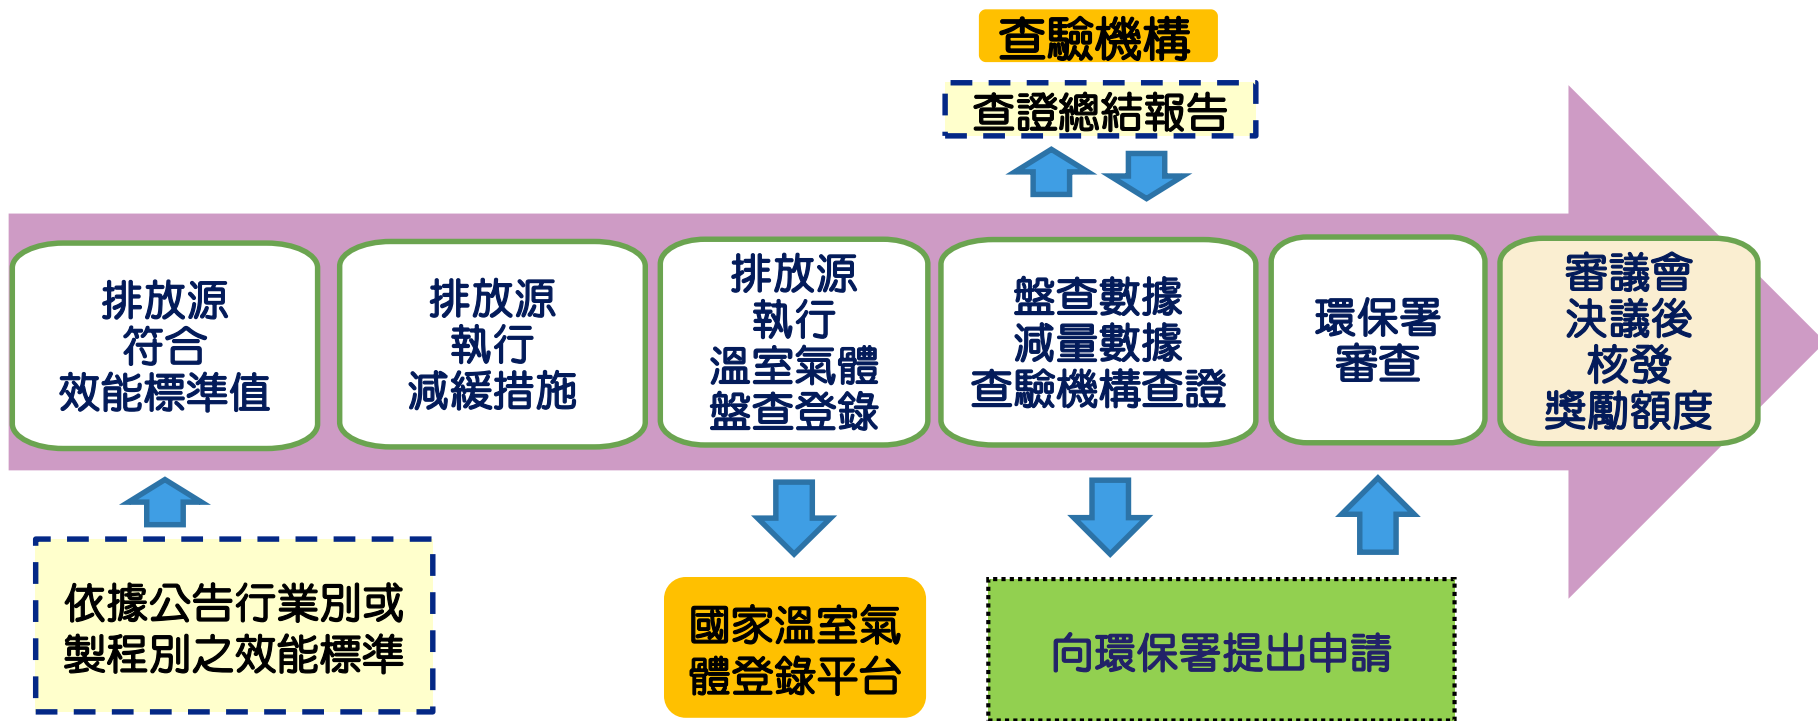 查驗機構
查證總結報告
排放源
符合
效能標準值
排放源
執行
減緩措施
排放源
執行
溫室氣體
盤查登錄
盤查數據
減量數據
查驗機構查證
環保署
審查
審議會
決議後
核發
獎勵額度
依據公告行業別或
製程別之效能標準
國家溫室氣
體登錄平台
向環保署提出申請